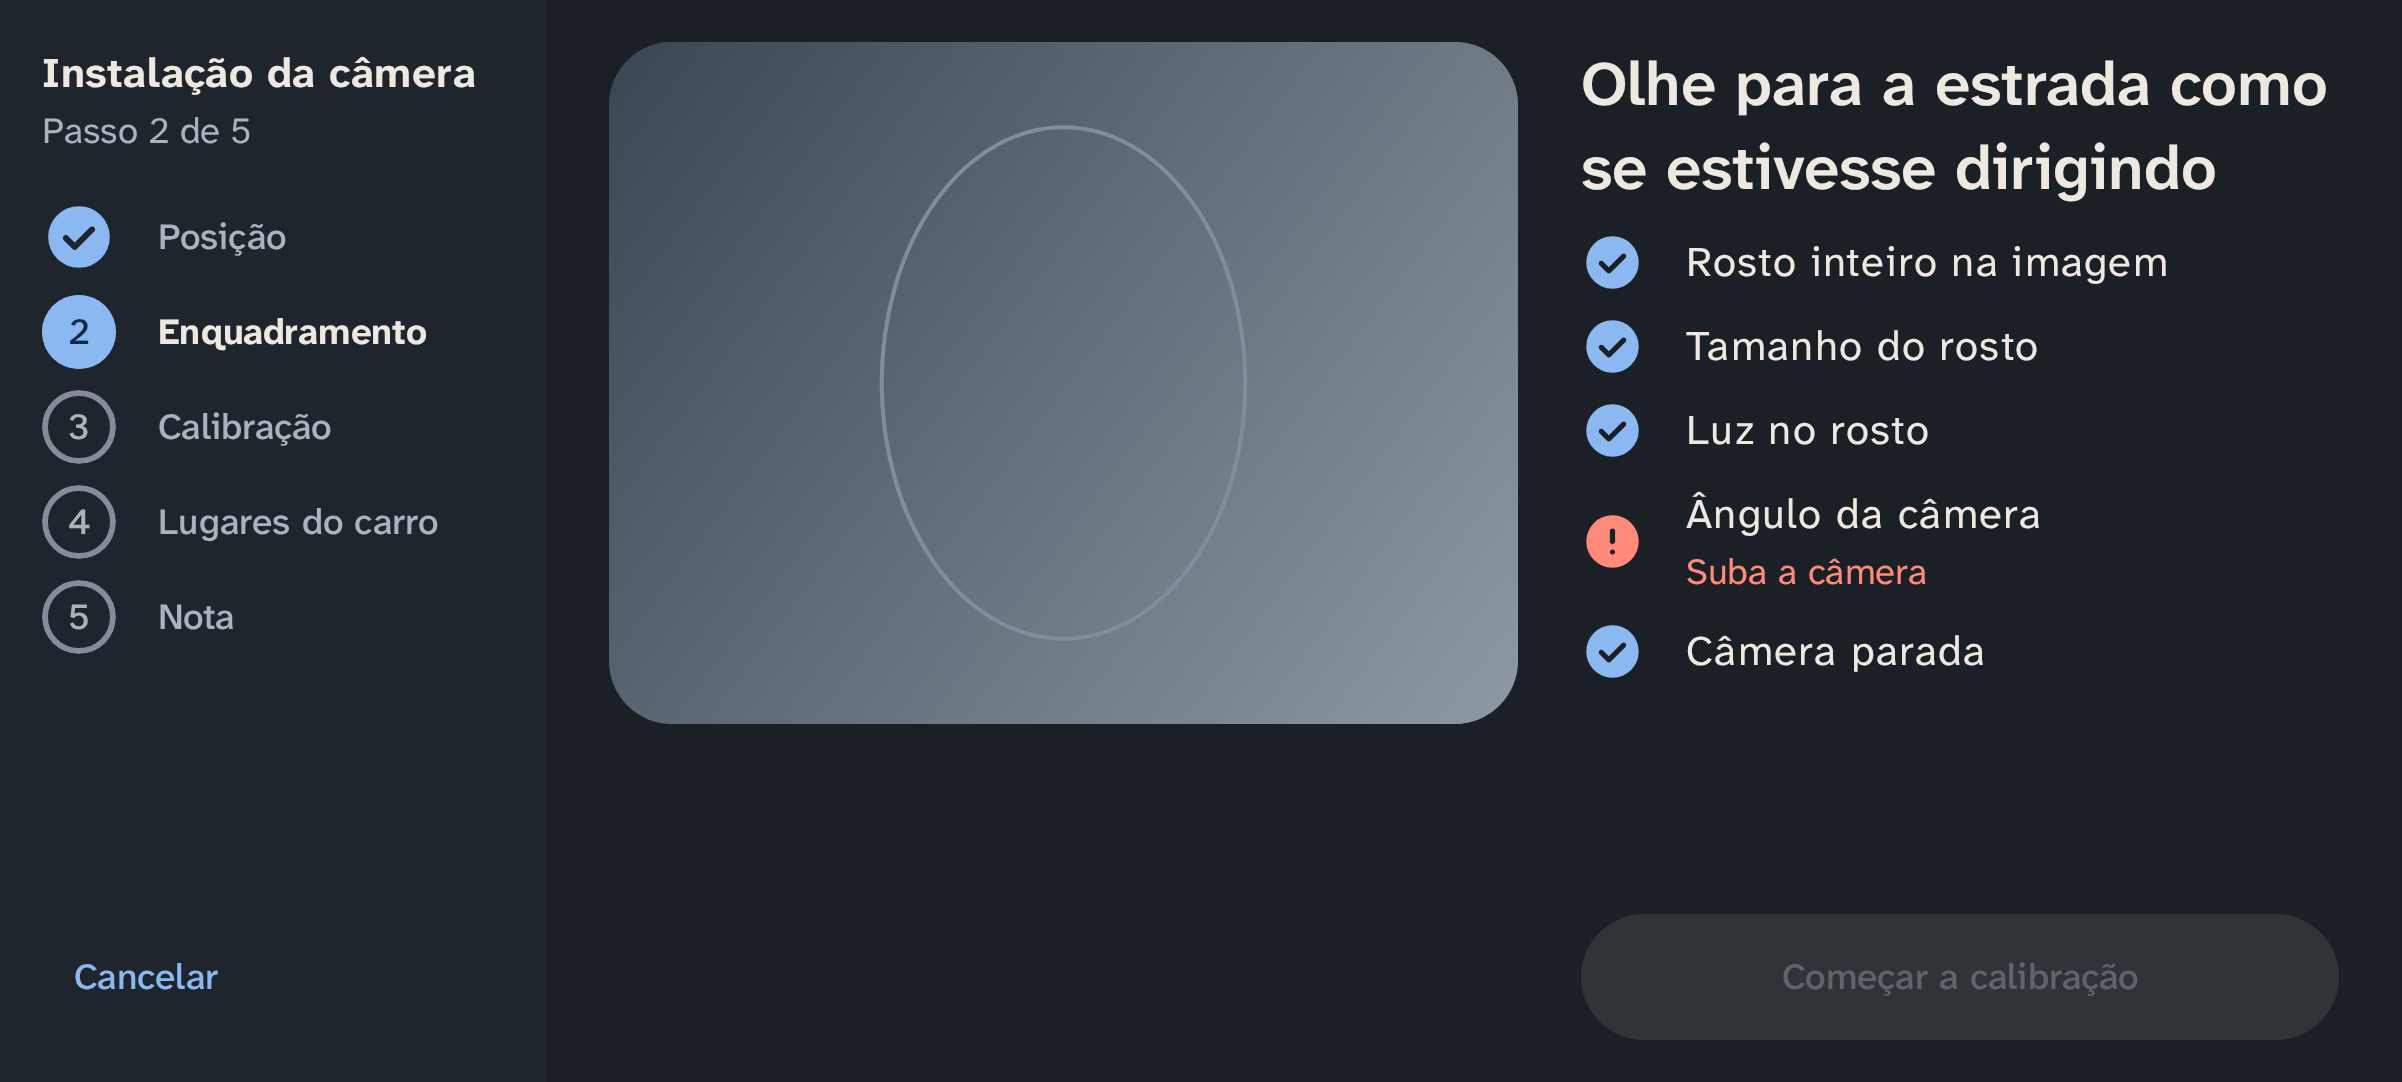 Instalação da câmera
Passo 2 de 5
Posição
2 Enquadramento
3 Calibração
4 Lugares do carro
5 Nota
Cancelar
Olhe para a estrada como
se estivesse dirigindo
Rosto inteiro na imagem
Tamanho do rosto
Luz no rosto
Ângulo da câmera
Suba a câmera
Câmera parada
Começar a calibração